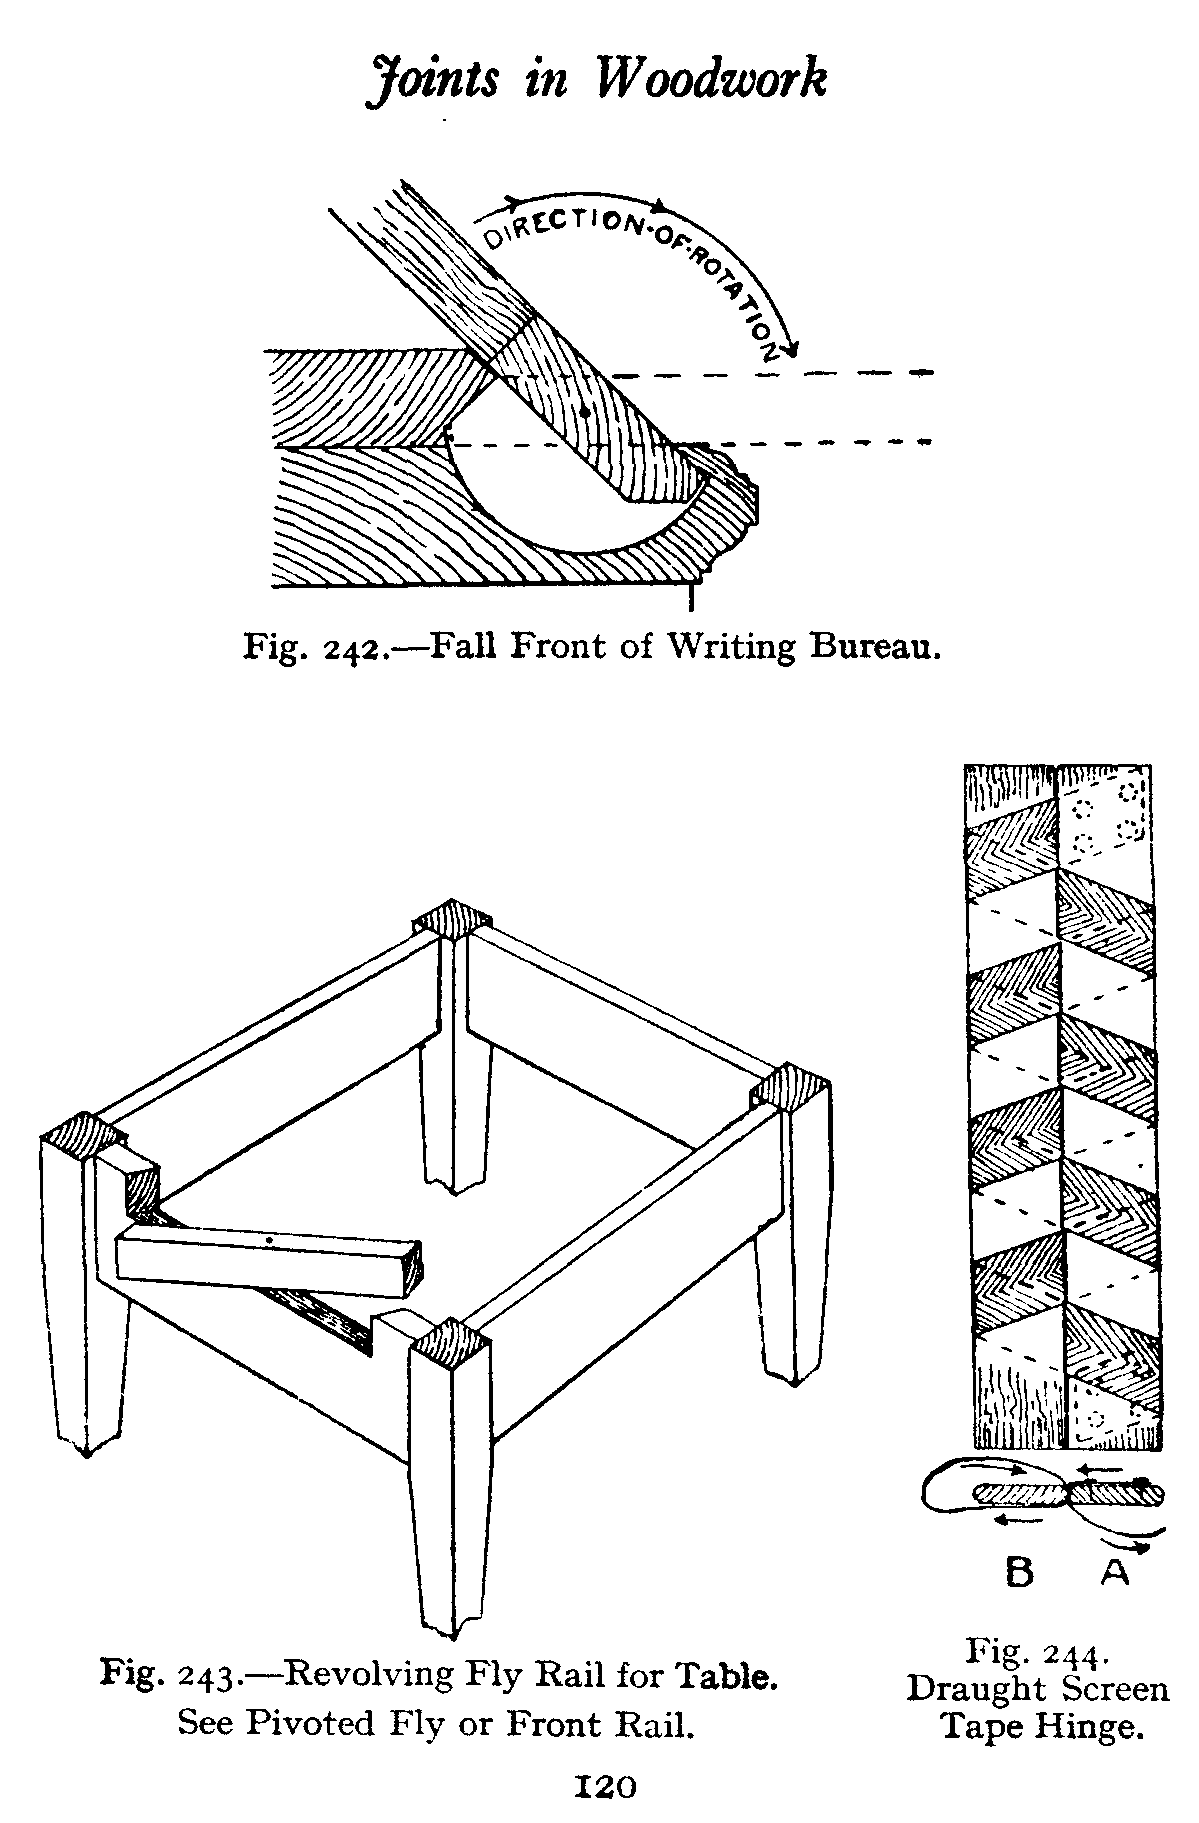 Joints in Woodwork
DIRECTION·OF·ROTATION
Fig. 242.—Fall Front of Writing Bureau.
B A
Fig. 243.—Revolving Fly Rail for Table.
See Pivoted Fly or Front Rail.
Fig. 244.
Draught Screen
Tape Hinge.
120